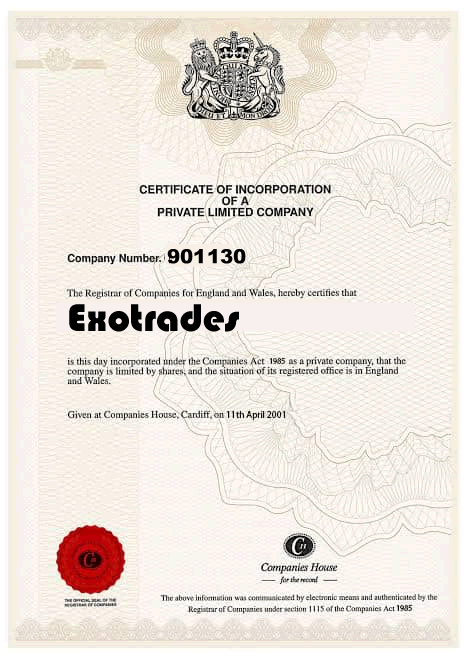 CERTIFICATE OF INCORPORATION
OF A
PRIVATE LIMITED COMPANY
Company Number. 901130
The Registrar of Companies for England and Wales, hereby certifies that
Exotrades
is this day incorporated under the Companies Act 1985 as a private company, that the
company is limited by shares, and the situation of its registered office is in England
and Wales.
Given at Companies House, Cardiff, on 11th April 2001
THE OFFICIAL SEAL OF THE
REGISTRAR OF COMPANIES
Companies House
for the record
The above information was communicated by electronic means and authenticated by the
Registrar of Companies under section 1115 of the Companies Act 1985